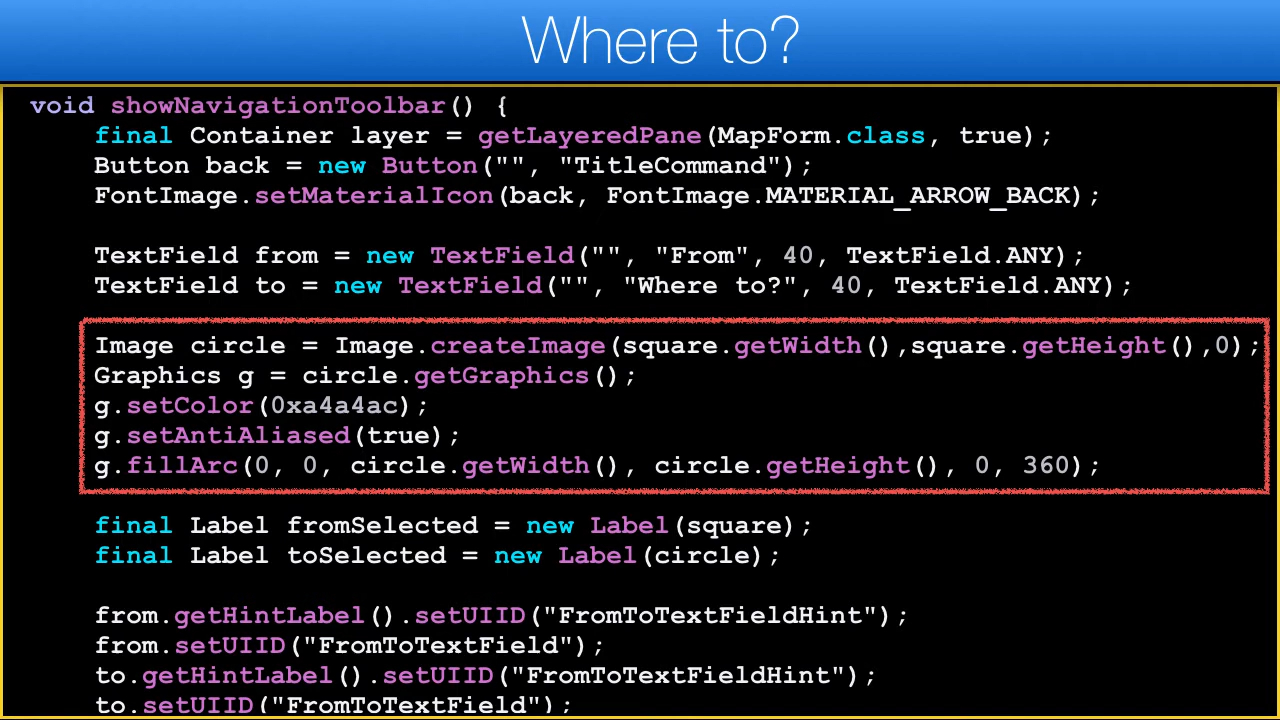 Where to?
void showNavigationToolbar() {
    final Container layer = getLayeredPane(MapForm.class, true);
    Button back = new Button("", "TitleCommand");
    FontImage.setMaterialIcon(back, FontImage.MATERIAL_ARROW_BACK);
    TextField from = new TextField("", "From", 40, TextField.ANY);
    TextField to = new TextField("", "Where to?", 40, TextField.ANY);
    Image circle = Image.createImage(square.getWidth(),square.getHeight(),0);
    Graphics g = circle.getGraphics();
    g.setColor(0xa4a4ac);
    g.setAntiAliased(true);
    g.fillArc(0, 0, circle.getWidth(), circle.getHeight(), 0, 360);
    final Label fromSelected = new Label(square);
    final Label toSelected = new Label(circle);
    from.getHintLabel().setUIID("FromToTextFieldHint");
    from.setUIID("FromToTextField");
    to.getHintLabel().setUIID("FromToTextFieldHint");
    to.setUIID("FromToTextField");